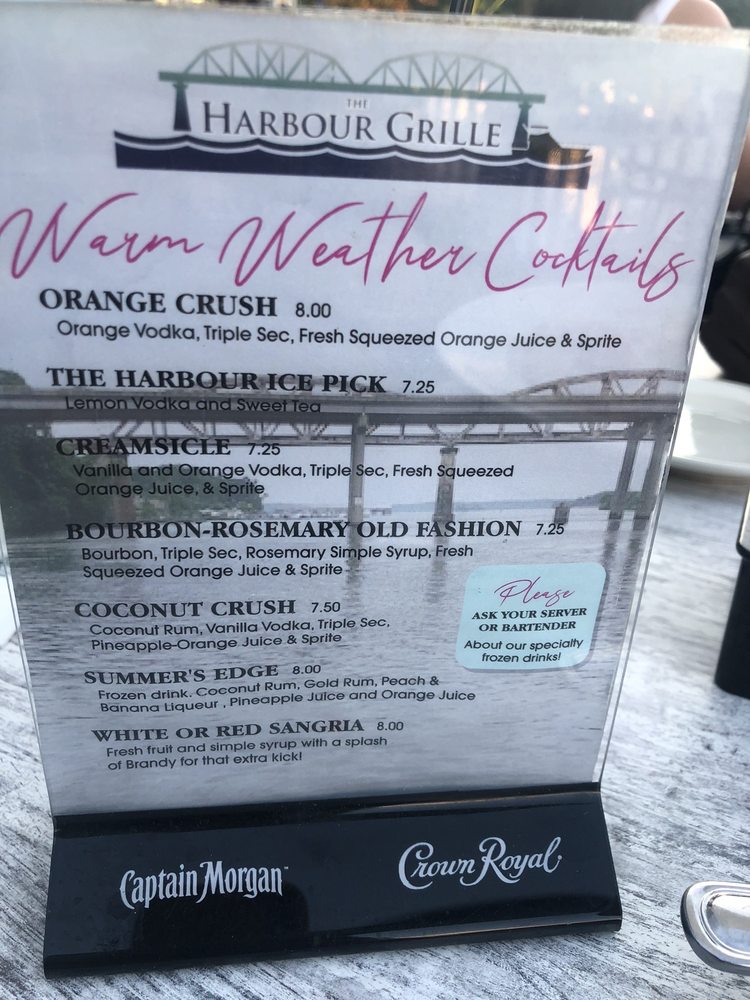 THE
HARBOUR GRILLE
Warm Weather Cocktails
ORANGE CRUSH 8.00
Orange Vodka, Triple Sec, Fresh Squeezed Orange Juice & Sprite
THE HARBOUR ICE PICK 7.25
Lemon Vodka and Sweet Tea
CREAMSICLE 7.25
Vanilla and Orange Vodka, Triple Sec, Fresh Squeezed
Orange Juice, & Sprite
BOURBON-ROSEMARY OLD FASHION 7.25
Bourbon, Triple Sec, Rosemary Simple Syrup, Fresh
Squeezed Orange Juice & Sprite
COCONUT CRUSH 7.50
Coconut Rum, Vanilla Vodka, Triple Sec,
Pineapple-Orange Juice & Sprite
Please
ASK YOUR SERVER
OR BARTENDER
About our specialty
frozen drinks!
SUMMER'S EDGE 8.00
Frozen drink. Coconut Rum, Gold Rum, Peach &
Banana Liqueur , Pineapple Juice and Orange Juice
WHITE OR RED SANGRIA 8.00
Fresh fruit and simple syrup with a splash
of Brandy for that extra kick!
Captain Morgan
Crown Royal